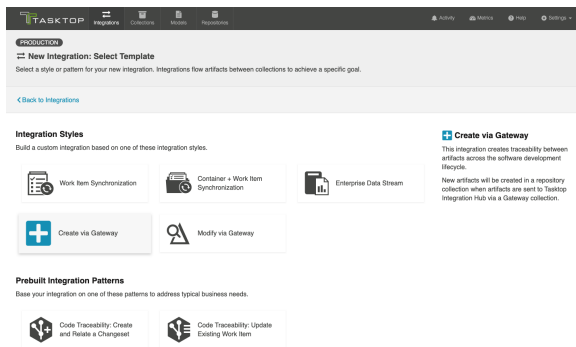 TASKTOP
Integrations
Collections
Models
Repositories
Activity
Metrics
Help
Settings
PRODUCTION
New Integration: Select Template
Select a style or pattern for your new integration. Integrations flow artifacts between collections to achieve a specific goal.
Back to Integrations
Integration Styles
Build a custom integration based on one of these integration styles.
Work Item Synchronization
Container + Work Item
Synchronization
Enterprise Data Stream
Create via Gateway
Modify via Gateway
Create via Gateway
This integration creates traceability between
artifacts across the software development
lifecycle.
New artifacts will be created in a repository
collection when artifacts are sent to Tasktop
Integration Hub via a Gateway collection.
Prebuilt Integration Patterns
Base your integration on one of these patterns to address typical business needs.
Code Traceability: Create
and Relate a Changeset
Code Traceability: Update
Existing Work Item